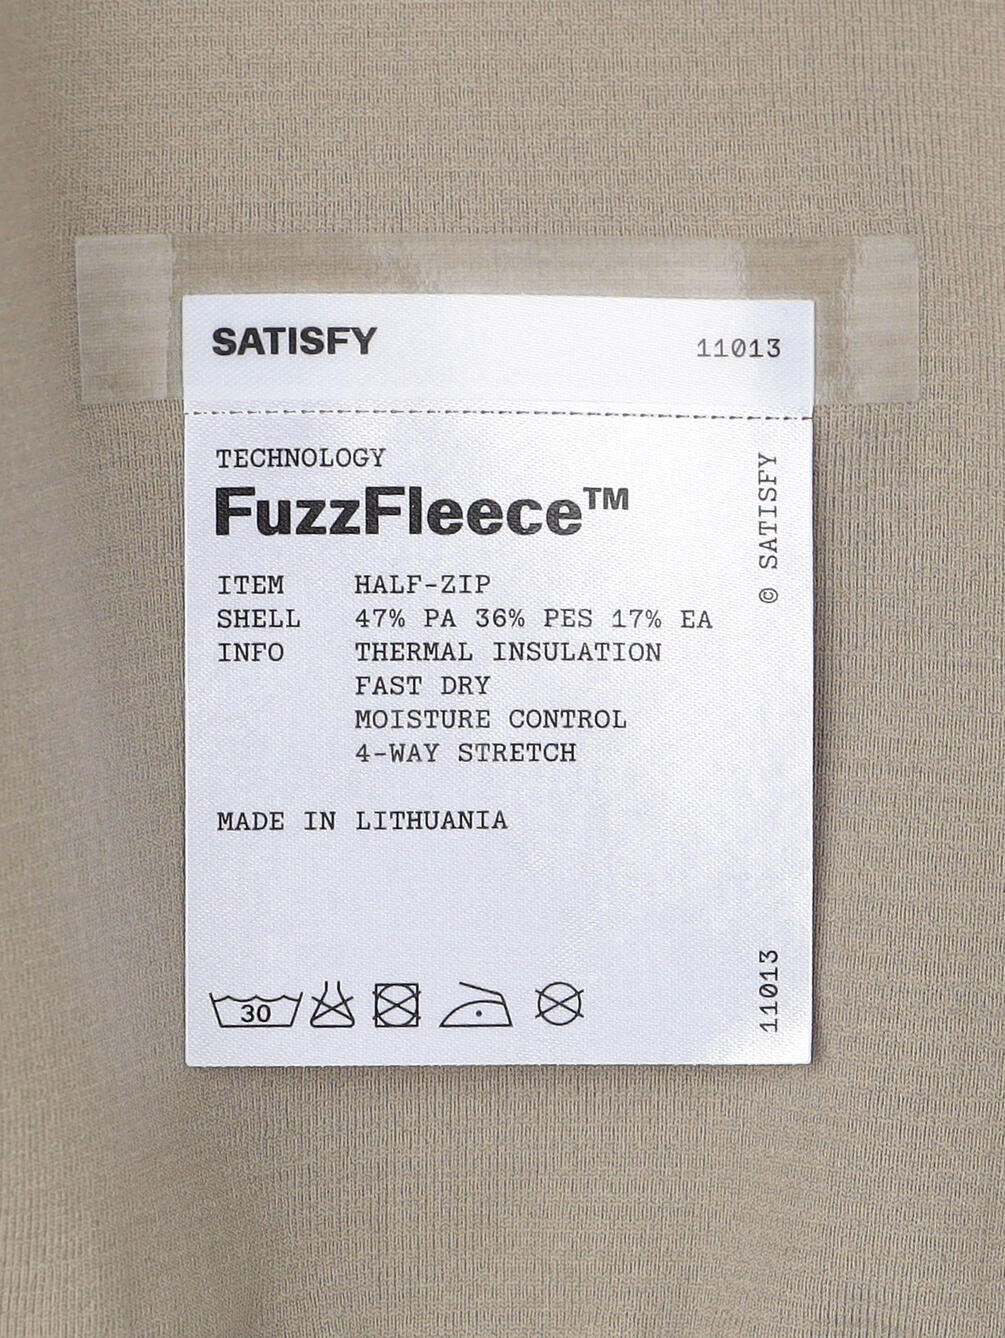 SATISFY
11013
TECHNOLOGY
FuzzFleece™
ITEM HALF-ZIP
SHELL 47% PA 36% PES 17% EA
INFO THERMAL INSULATION
FAST DRY
MOISTURE CONTROL
4-WAY STRETCH
MADE IN LITHUANIA
30
© SATISFY
11013